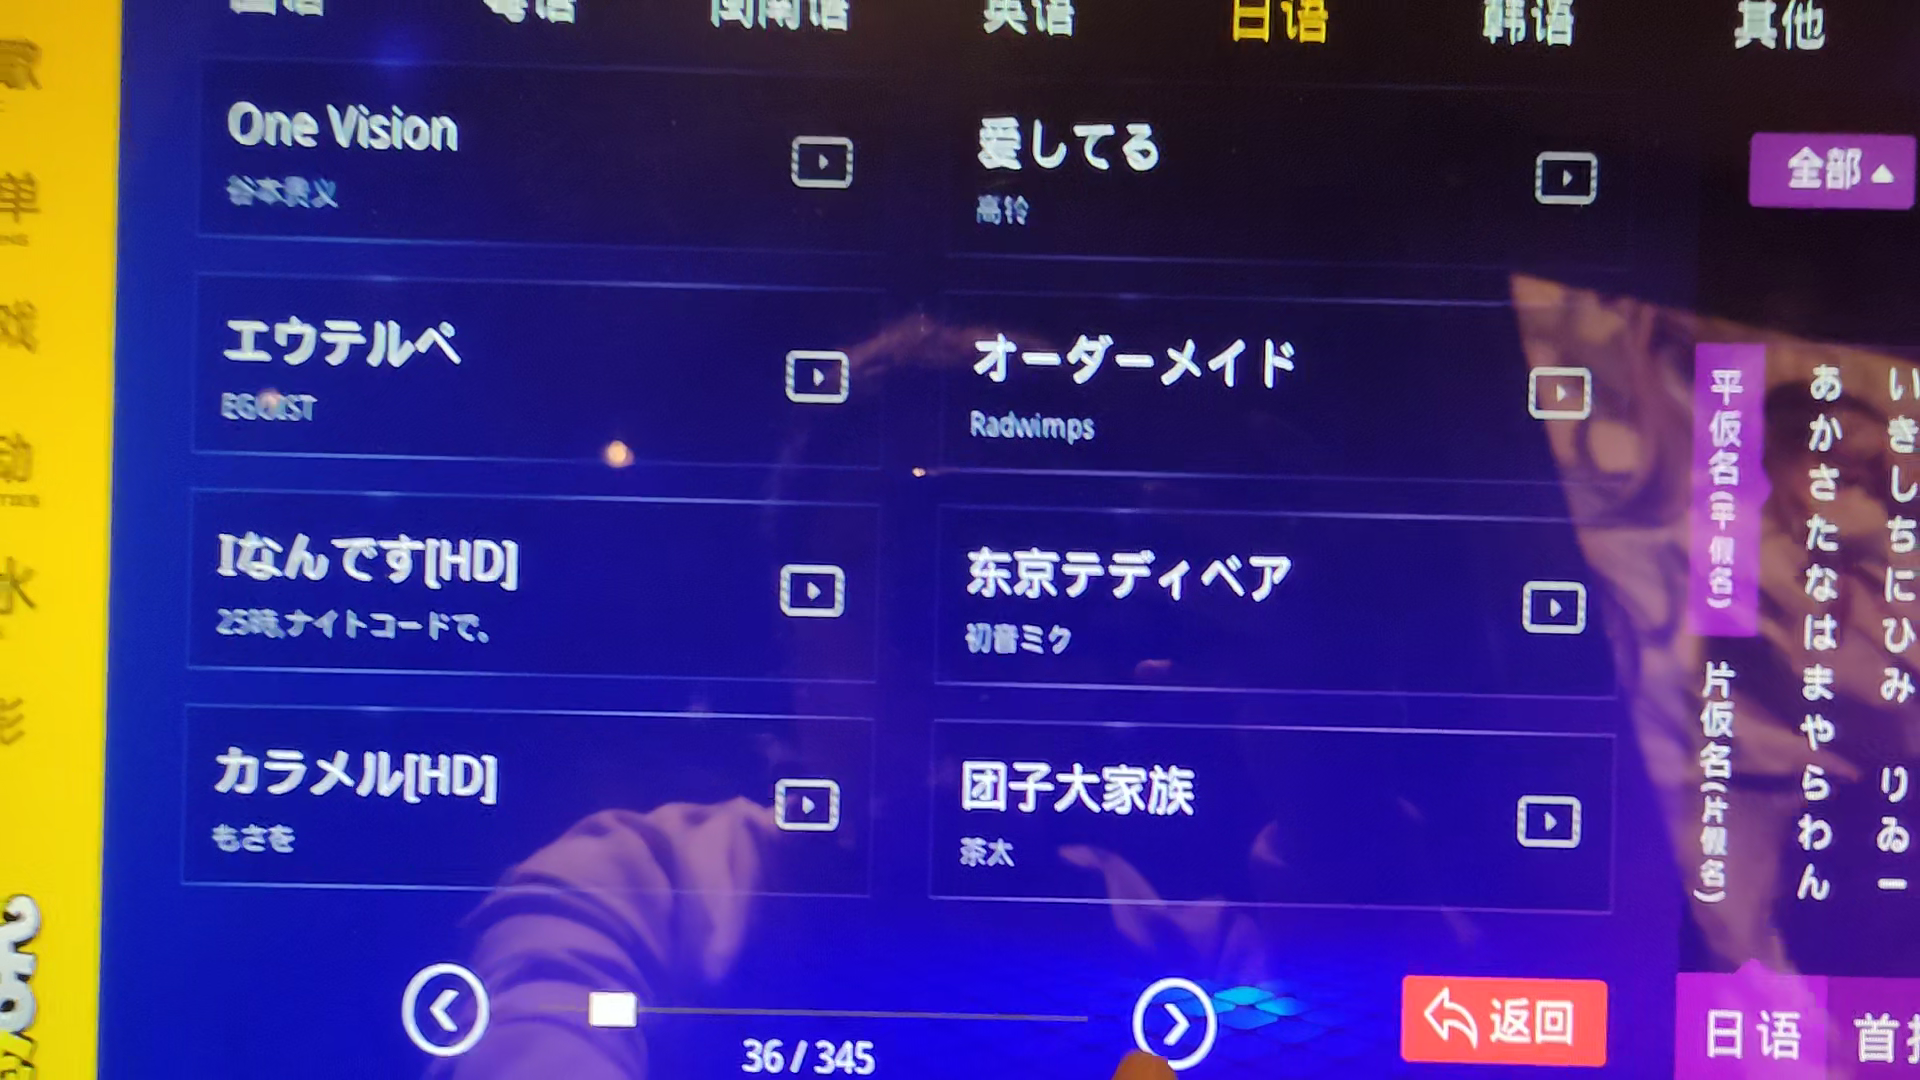 国语 粤语 闽南语 英语 日语 韩语 其他
One Vision
谷本贵义
爱してる
高铃
全部
エウテルペ
EGOIST
オーダーメイド
Radwimps
Iなんです[HD]
25時、ナイトコードで。
东京テディベア
初音ミク
カラメル[HD]
もさを
团子大家族
茶太
平仮名(平假名)
片仮名(片假名)
あかさたなはまやらわん
いきしちにひみ りゐー
36/345
返回
日语
单
戏
动
水